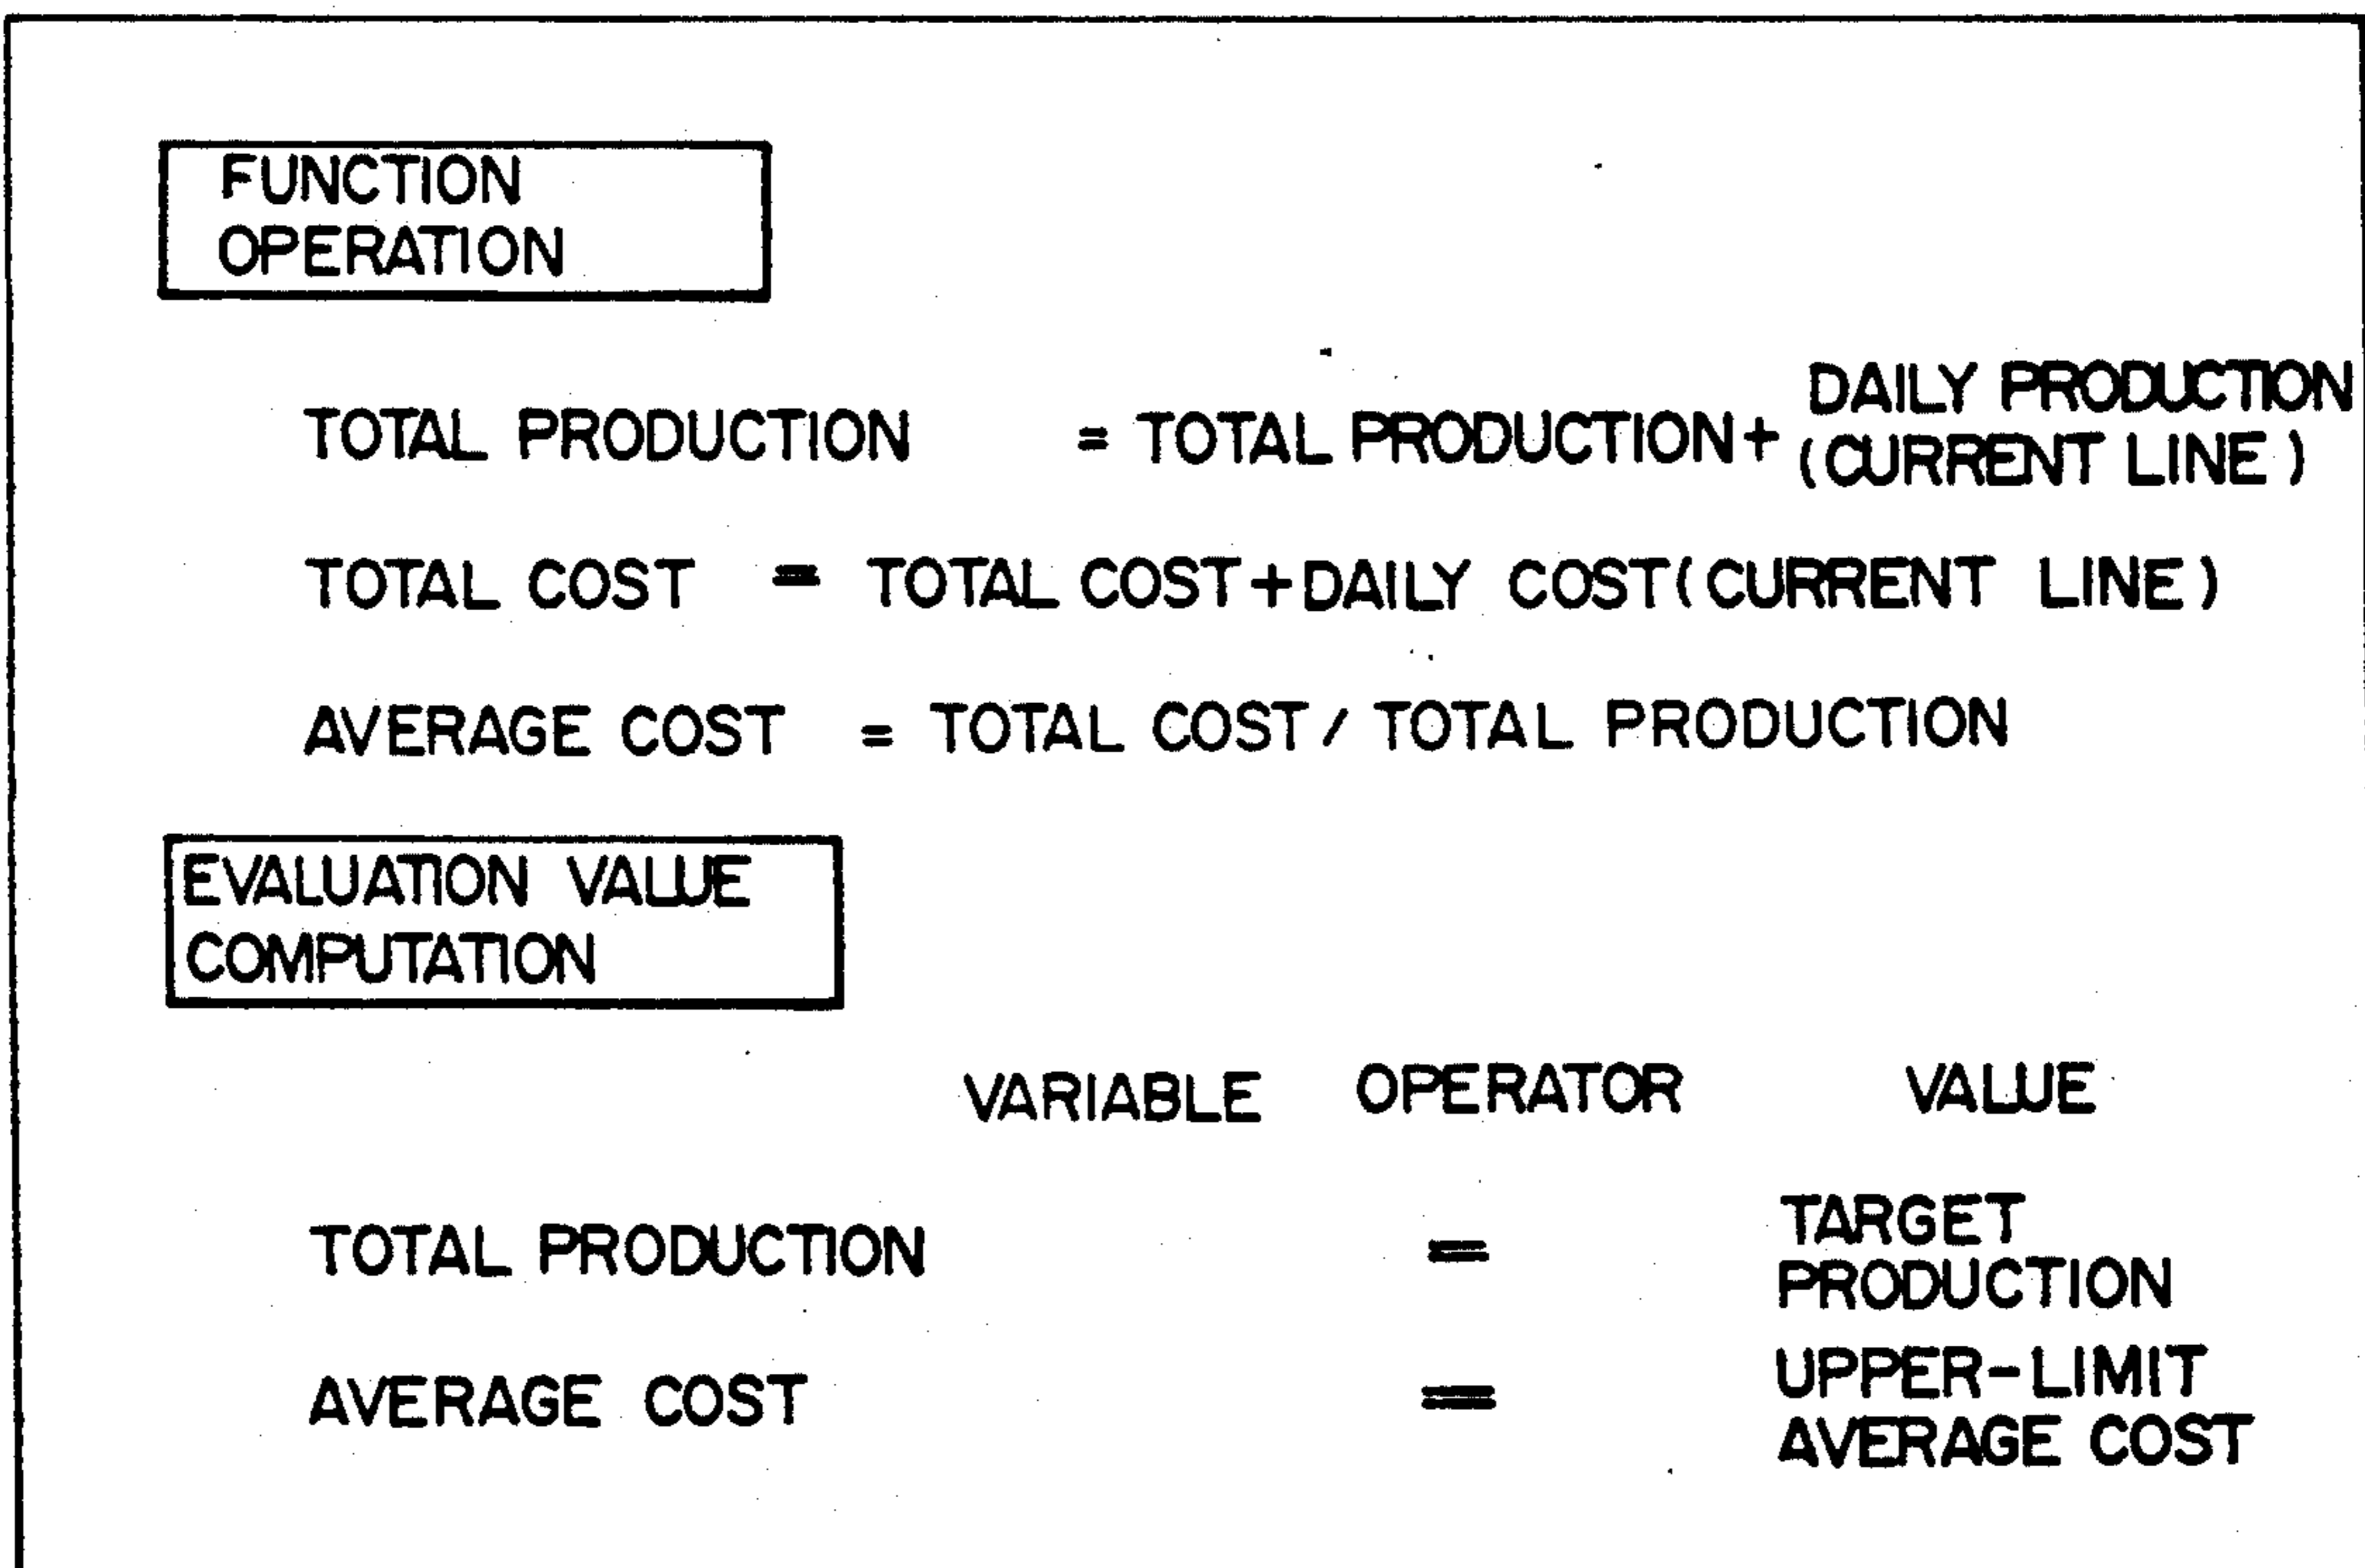 FUNCTION
OPERATION
TOTAL PRODUCTION = TOTAL PRODUCTION + DAILY PRODUCTION
(CURRENT LINE)
TOTAL COST = TOTAL COST + DAILY COST (CURRENT LINE)
AVERAGE COST = TOTAL COST / TOTAL PRODUCTION
EVALUATION VALUE
COMPUTATION
VARIABLE OPERATOR VALUE
TOTAL PRODUCTION = TARGET
PRODUCTION
AVERAGE COST = UPPER-LIMIT
AVERAGE COST